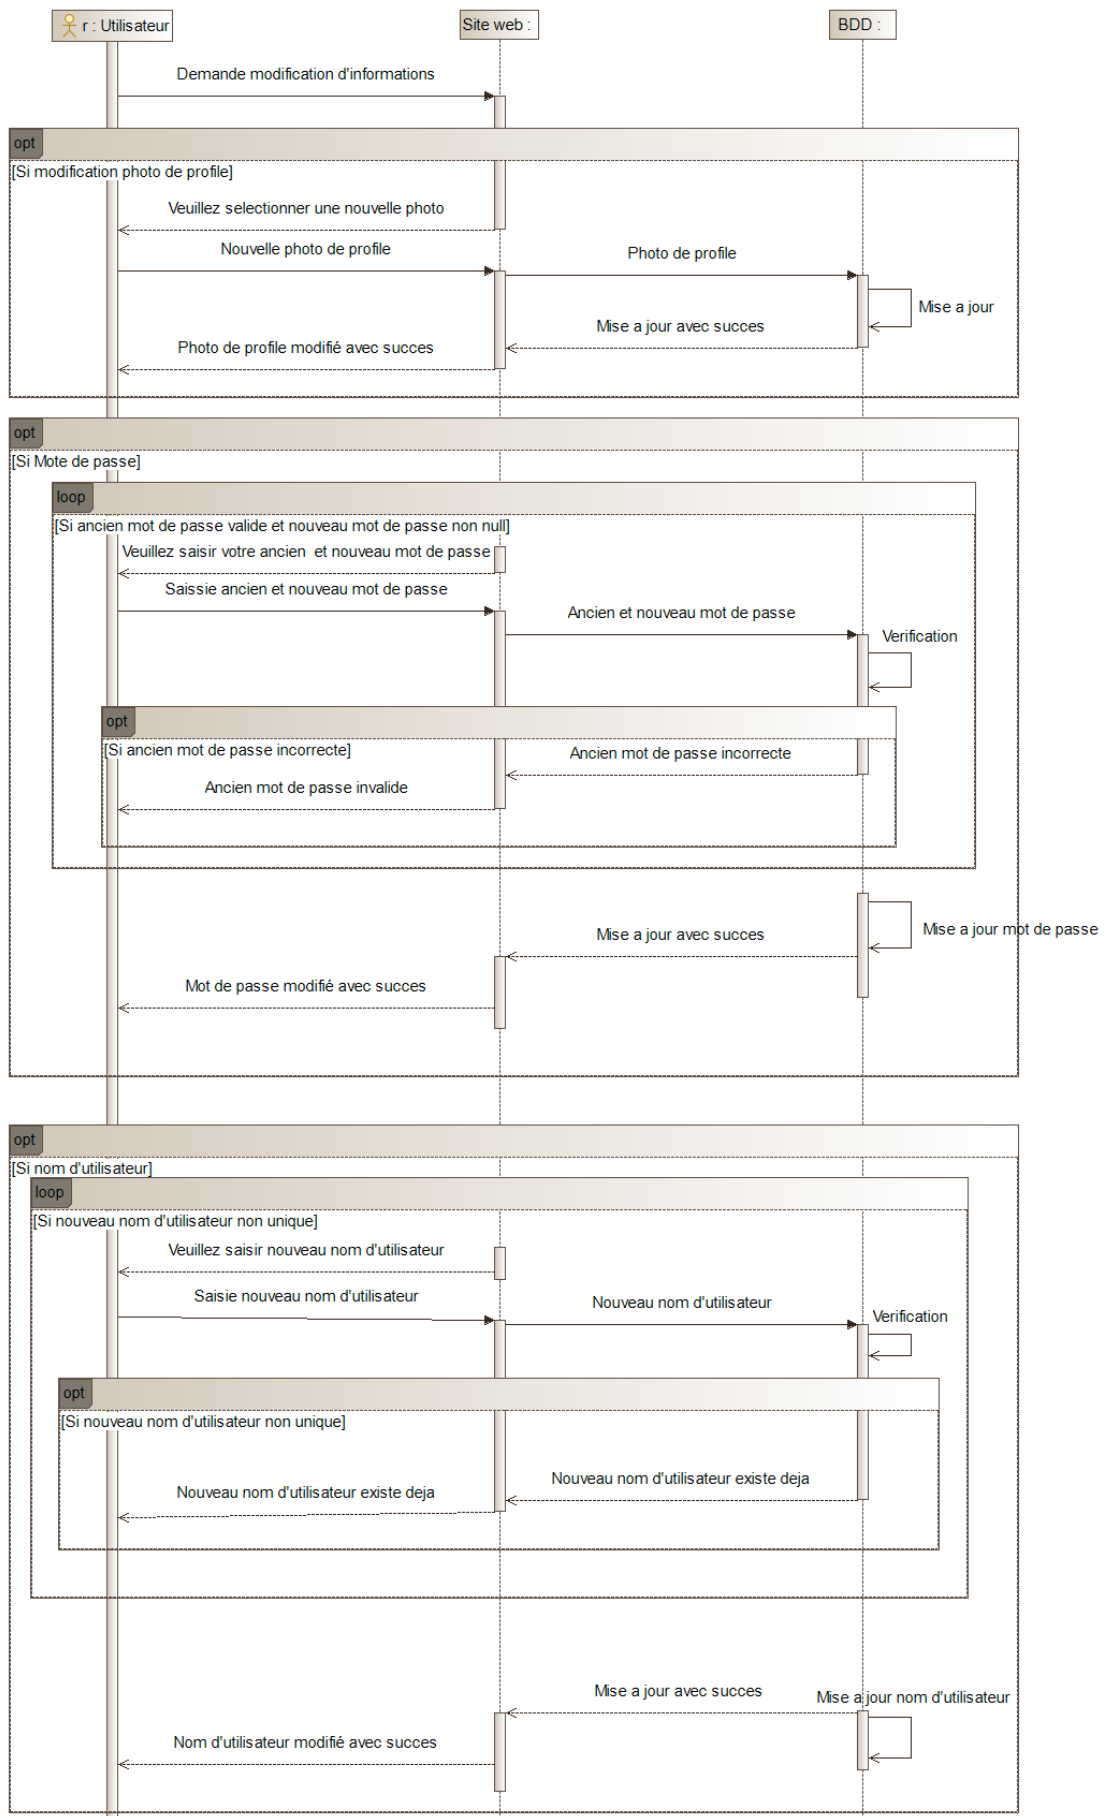 r : Utilisateur
Site web :
BDD :
Demande modification d'informations
opt
[Si modification photo de profile]
Veuillez selectionner une nouvelle photo
Nouvelle photo de profile
Photo de profile
Mise a jour
Mise a jour avec succes
Photo de profile modifié avec succes
opt
[Si Mote de passe]
loop
[Si ancien mot de passe valide et nouveau mot de passe non null]
Veuillez saisir votre ancien et nouveau mot de passe
Saissie ancien et nouveau mot de passe
Ancien et nouveau mot de passe
Verification
opt
[Si ancien mot de passe incorrecte]
Ancien mot de passe incorrecte
Ancien mot de passe invalide
Mise a jour mot de passe
Mise a jour avec succes
Mot de passe modifié avec succes
opt
[Si nom d'utilisateur]
loop
[Si nouveau nom d'utilisateur non unique]
Veuillez saisir nouveau nom d'utilisateur
Saisie nouveau nom d'utilisateur
Nouveau nom d'utilisateur
Verification
opt
[Si nouveau nom d'utilisateur non unique]
Nouveau nom d'utilisateur existe deja
Nouveau nom d'utilisateur existe deja
Mise a jour avec succes
Mise a jour nom d'utilisateur
Nom d'utilisateur modifié avec succes